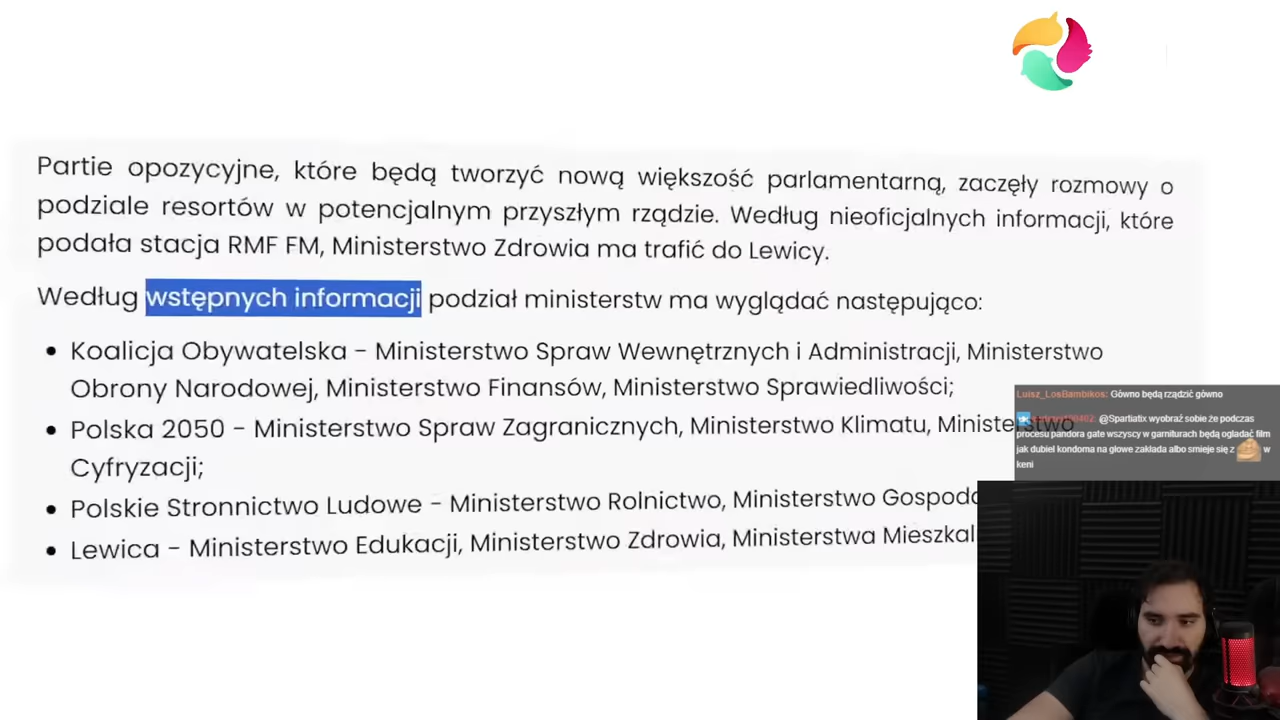 Partie opozycyjne, które będą tworzyć nową większość parlamentarną, zaczęły rozmowy o
podziale resortów w potencjalnym przyszłym rządzie. Według nieoficjalnych informacji, które
podała stacja RMF FM, Ministerstwo Zdrowia ma trafić do Lewicy.
Według wstępnych informacji podział ministerstw ma wyglądać następująco:
• Koalicja Obywatelska - Ministerstwo Spraw Wewnętrznych i Administracji, Ministerstwo
Obrony Narodowej, Ministerstwo Finansów, Ministerstwo Sprawiedliwości;
• Polska 2050 - Ministerstwo Spraw Zagranicznych, Ministerstwo Klimatu, Ministerstwo
Cyfryzacji;
• Polskie Stronnictwo Ludowe - Ministerstwo Rolnictwo, Ministerstwo Gospoda
• Lewica - Ministerstwo Edukacji, Ministerstwo Zdrowia, Ministerstwa Mieszkal
Luisz_LosBambikos: Gówno będą rządzić gówno
@Spartiatix wyobraź sobie że podczas
procesu pandora gate wszyscy w garniturach będą ogladać film
jak dubiel kondoma na głowe zaklada albo smieje się z w
keni